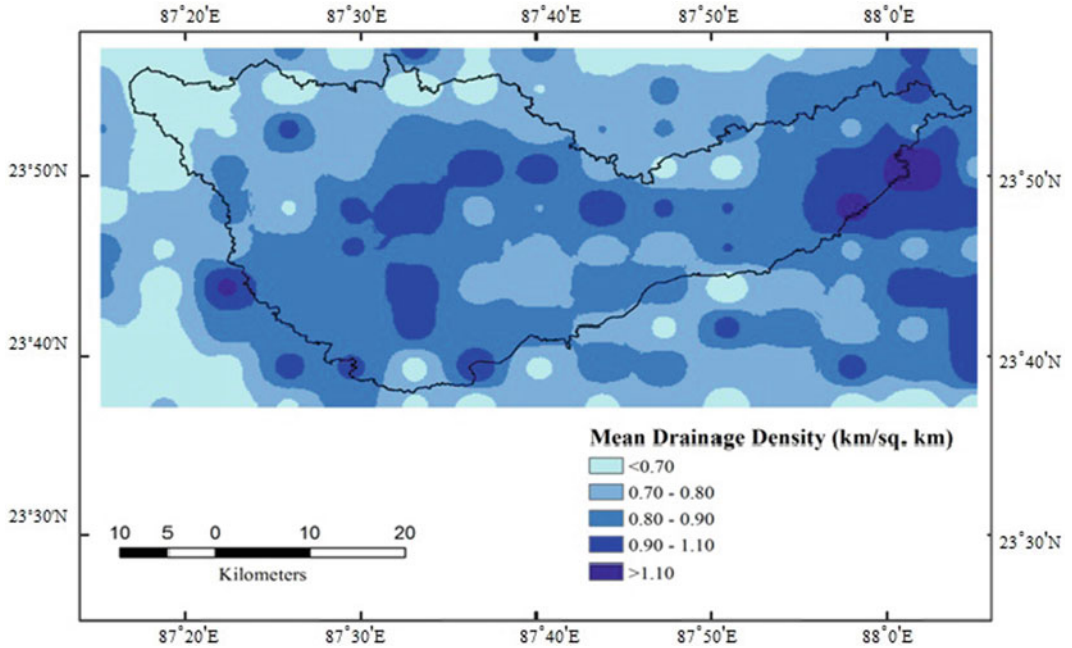 87°20'E 87°30'E 87°40'E 87°50'E 88°0'E
23°50'N 23°50'N
23°40'N 23°40'N
Mean Drainage Density (km/sq. km)
<0.70
0.70 - 0.80
0.80 - 0.90
0.90 - 1.10
>1.10
23°30'N 23°30'N
10 5 0 10 20
Kilometers
87°20'E 87°30'E 87°40'E 87°50'E 88°0'E